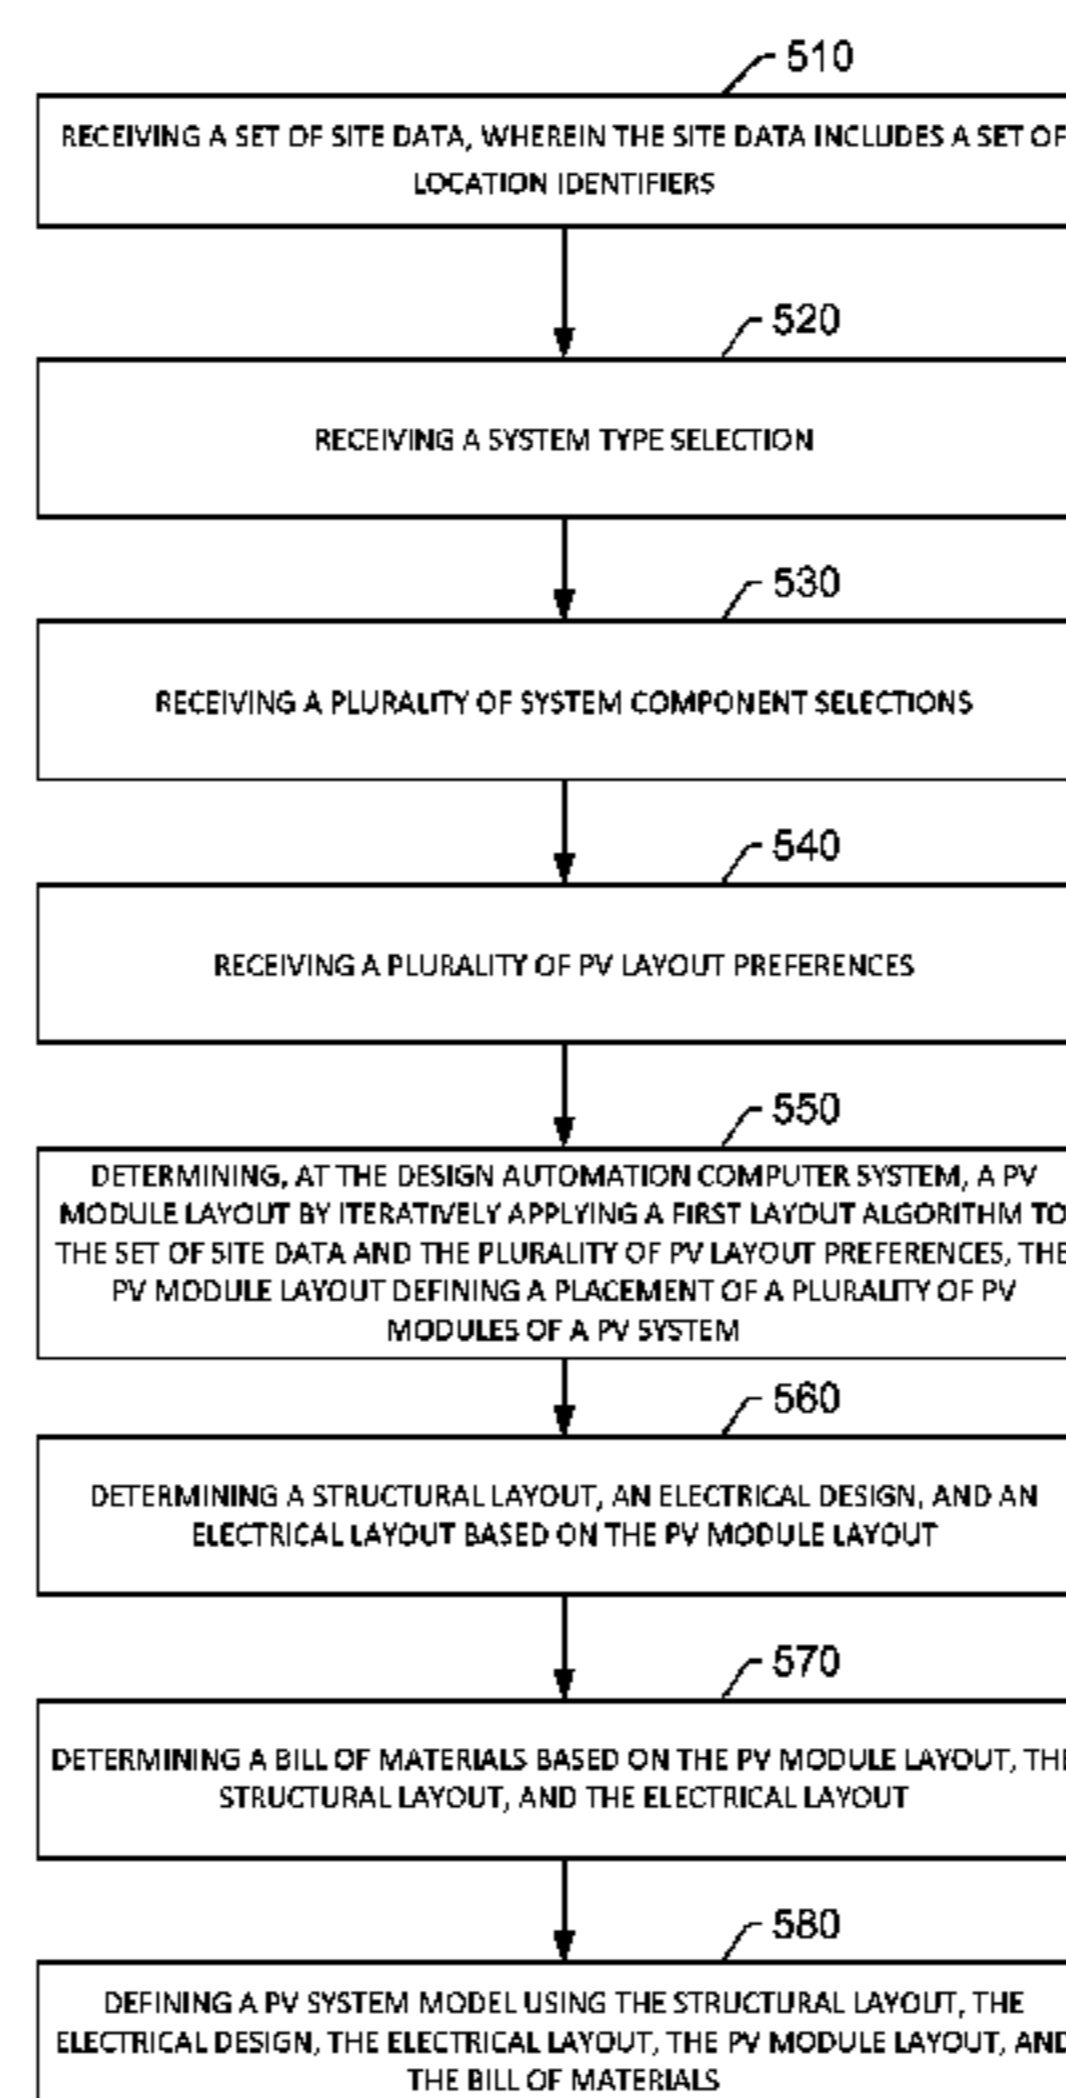 510
RECEIVING A SET OF SITE DATA, WHEREIN THE SITE DATA INCLUDES A SET OF
LOCATION IDENTIFIERS
520
RECEIVING A SYSTEM TYPE SELECTION
530
RECEIVING A PLURALITY OF SYSTEM COMPONENT SELECTIONS
540
RECEIVING A PLURALITY OF PV LAYOUT PREFERENCES
550
DETERMINING, AT THE DESIGN AUTOMATION COMPUTER SYSTEM, A PV
MODULE LAYOUT BY ITERATIVELY APPLYING A FIRST LAYOUT ALGORITHM TO
THE SET OF SITE DATA AND THE PLURALITY OF PV LAYOUT PREFERENCES, THE
PV MODULE LAYOUT DEFINING A PLACEMENT OF A PLURALITY OF PV
MODULES OF A PV SYSTEM
560
DETERMINING A STRUCTURAL LAYOUT, AN ELECTRICAL DESIGN, AND AN
ELECTRICAL LAYOUT BASED ON THE PV MODULE LAYOUT
570
DETERMINING A BILL OF MATERIALS BASED ON THE PV MODULE LAYOUT, THE
STRUCTURAL LAYOUT, AND THE ELECTRICAL LAYOUT
580
DEFINING A PV SYSTEM MODEL USING THE STRUCTURAL LAYOUT, THE
ELECTRICAL DESIGN, THE ELECTRICAL LAYOUT, THE PV MODULE LAYOUT, AND
THE BILL OF MATERIALS